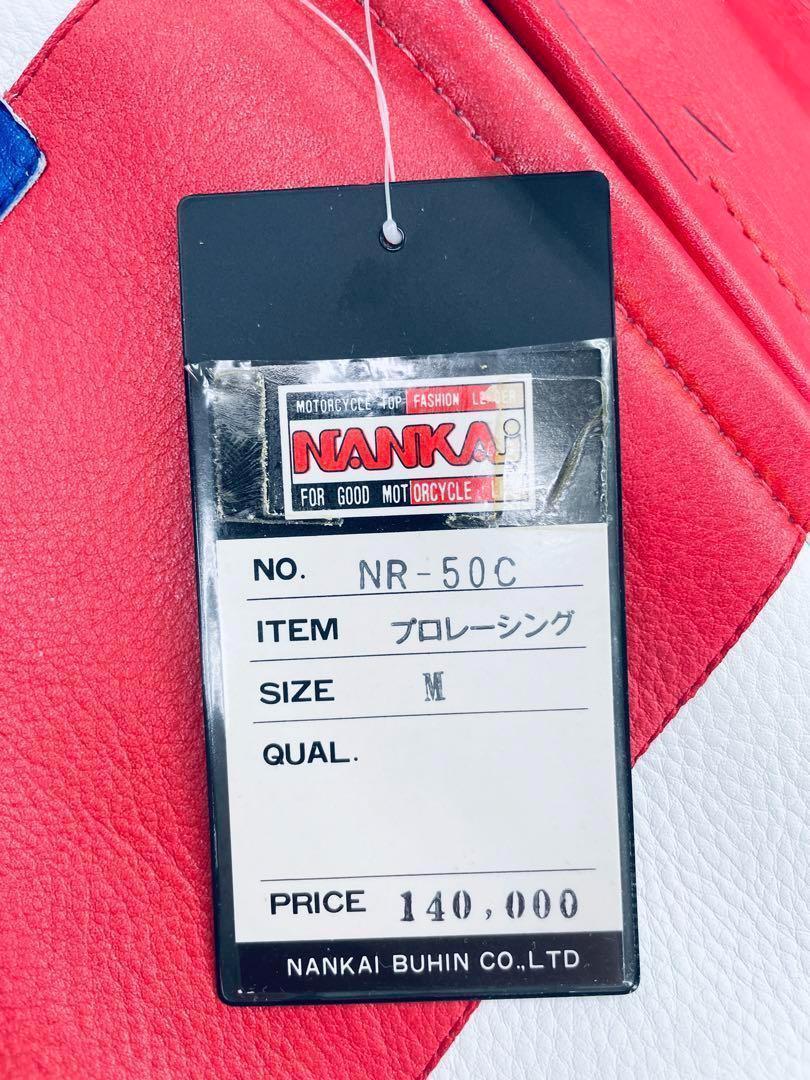 MOTORCYCLE TOP FASHION LEADER
NANKAi
FOR GOOD MOTORCYCLE
NO. NR-50C
ITEM プロレーシング
SIZE M
QUAL.
PRICE 140,000
NANKAI BUHIN CO.,LTD